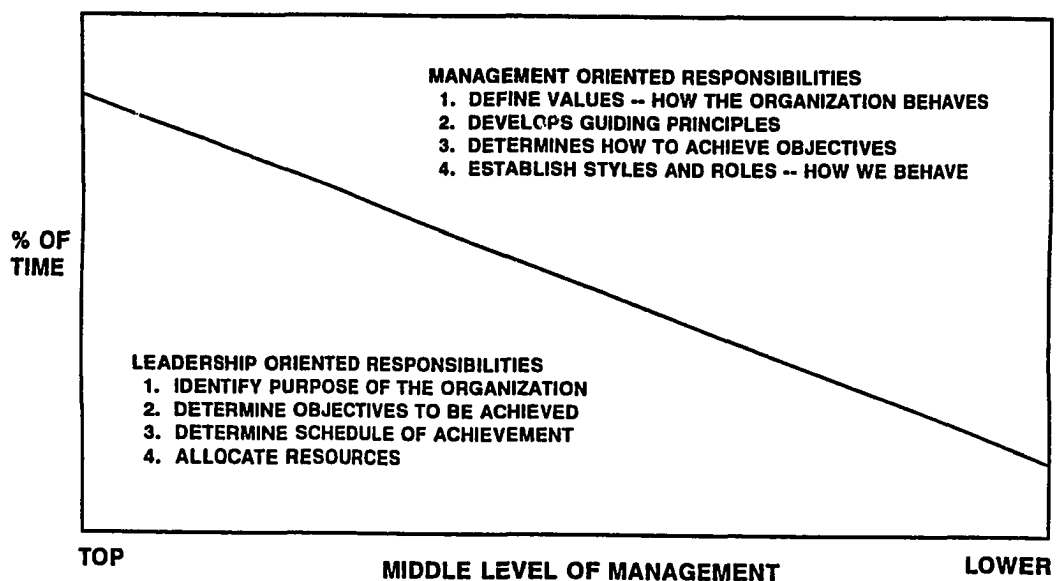 MANAGEMENT ORIENTED RESPONSIBILITIES
1. DEFINE VALUES -- HOW THE ORGANIZATION BEHAVES
2. DEVELOPS GUIDING PRINCIPLES
3. DETERMINES HOW TO ACHIEVE OBJECTIVES
4. ESTABLISH STYLES AND ROLES -- HOW WE BEHAVE
% OF
TIME
LEADERSHIP ORIENTED RESPONSIBILITIES
1. IDENTIFY PURPOSE OF THE ORGANIZATION
2. DETERMINE OBJECTIVES TO BE ACHIEVED
3. DETERMINE SCHEDULE OF ACHIEVEMENT
4. ALLOCATE RESOURCES
TOP
MIDDLE LEVEL OF MANAGEMENT
LOWER